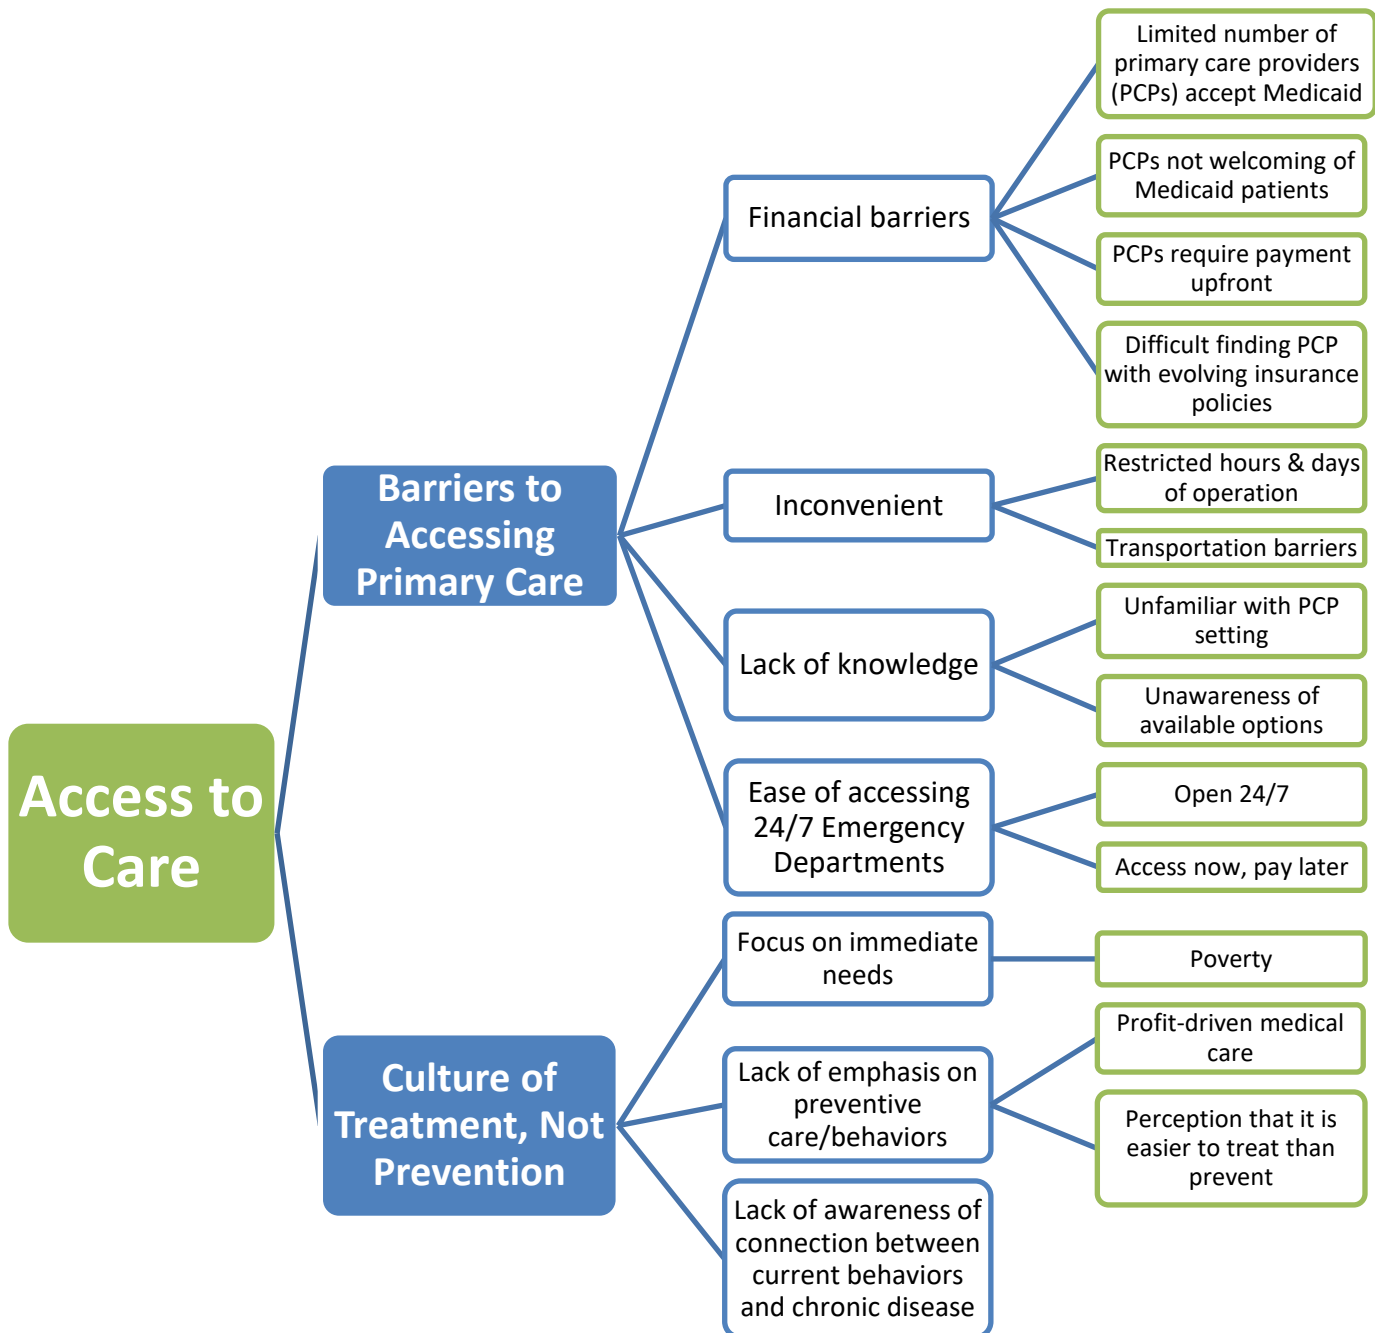 Access to
Care
Barriers to
Accessing
Primary Care
Financial barriers
Limited number of
primary care providers
(PCPs) accept Medicaid
PCPs not welcoming of
Medicaid patients
PCPs require payment
upfront
Difficult finding PCP
with evolving insurance
policies
Inconvenient
Restricted hours & days
of operation
Transportation barriers
Lack of knowledge
Unfamiliar with PCP
setting
Unawareness of
available options
Ease of accessing
24/7 Emergency
Departments
Open 24/7
Access now, pay later
Culture of
Treatment, Not
Prevention
Focus on immediate
needs
Poverty
Lack of emphasis on
preventive
care/behaviors
Profit-driven medical
care
Perception that it is
easier to treat than
prevent
Lack of awareness of
connection between
current behaviors
and chronic disease